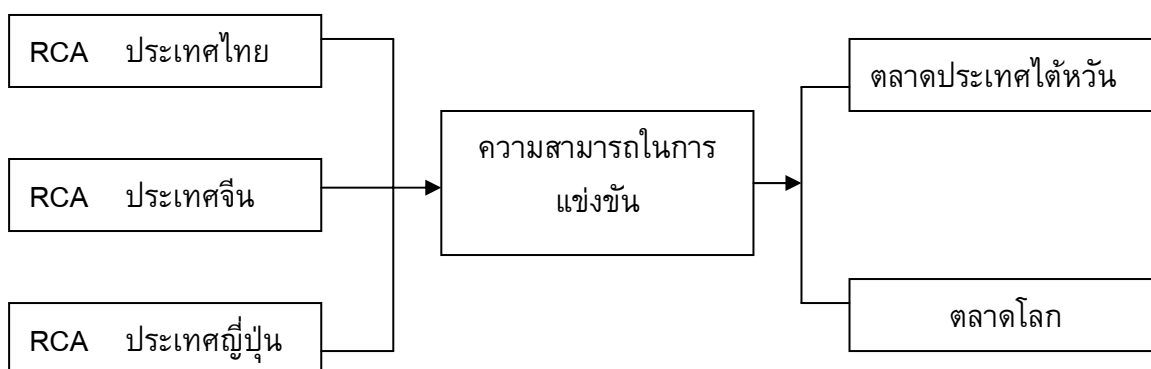 RCA ประเทศไทย
RCA ประเทศจีน
RCA ประเทศญี่ปุ่น
ความสามารถในการ
แข่งขัน
ตลาดประเทศไต้หวัน
ตลาดโลก